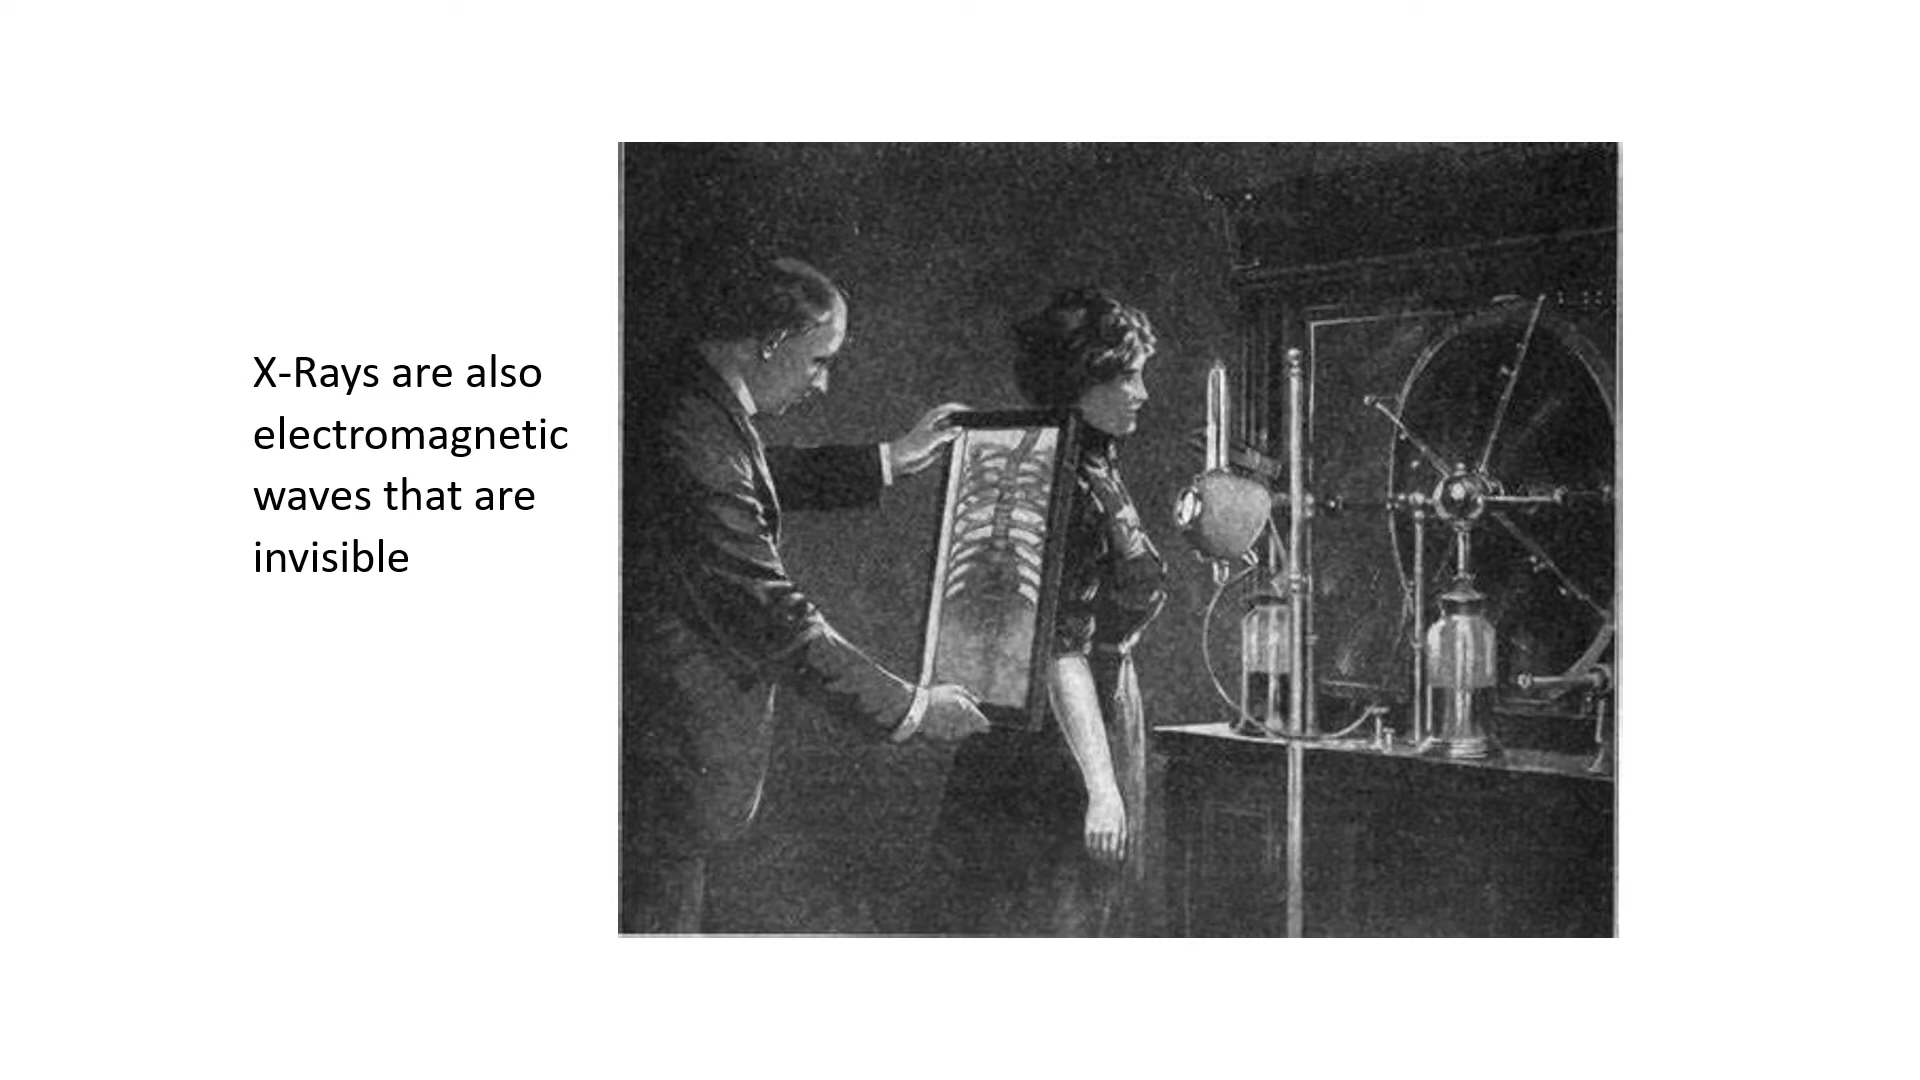 X-Rays are also
electromagnetic
waves that are
invisible